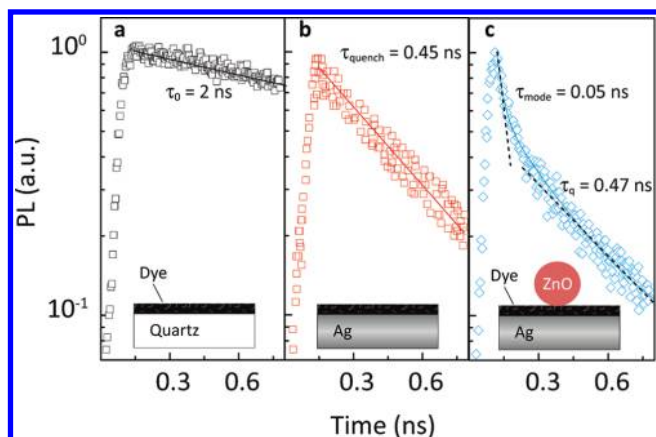 a
b
c
PL (a.u.)
10⁰
10⁻¹
τ₀ = 2 ns
τquench = 0.45 ns
τmode = 0.05 ns
τq = 0.47 ns
Dye
Quartz
Ag
Dye
ZnO
Ag
0.3 0.6
0.3 0.6
0.3 0.6
Time (ns)